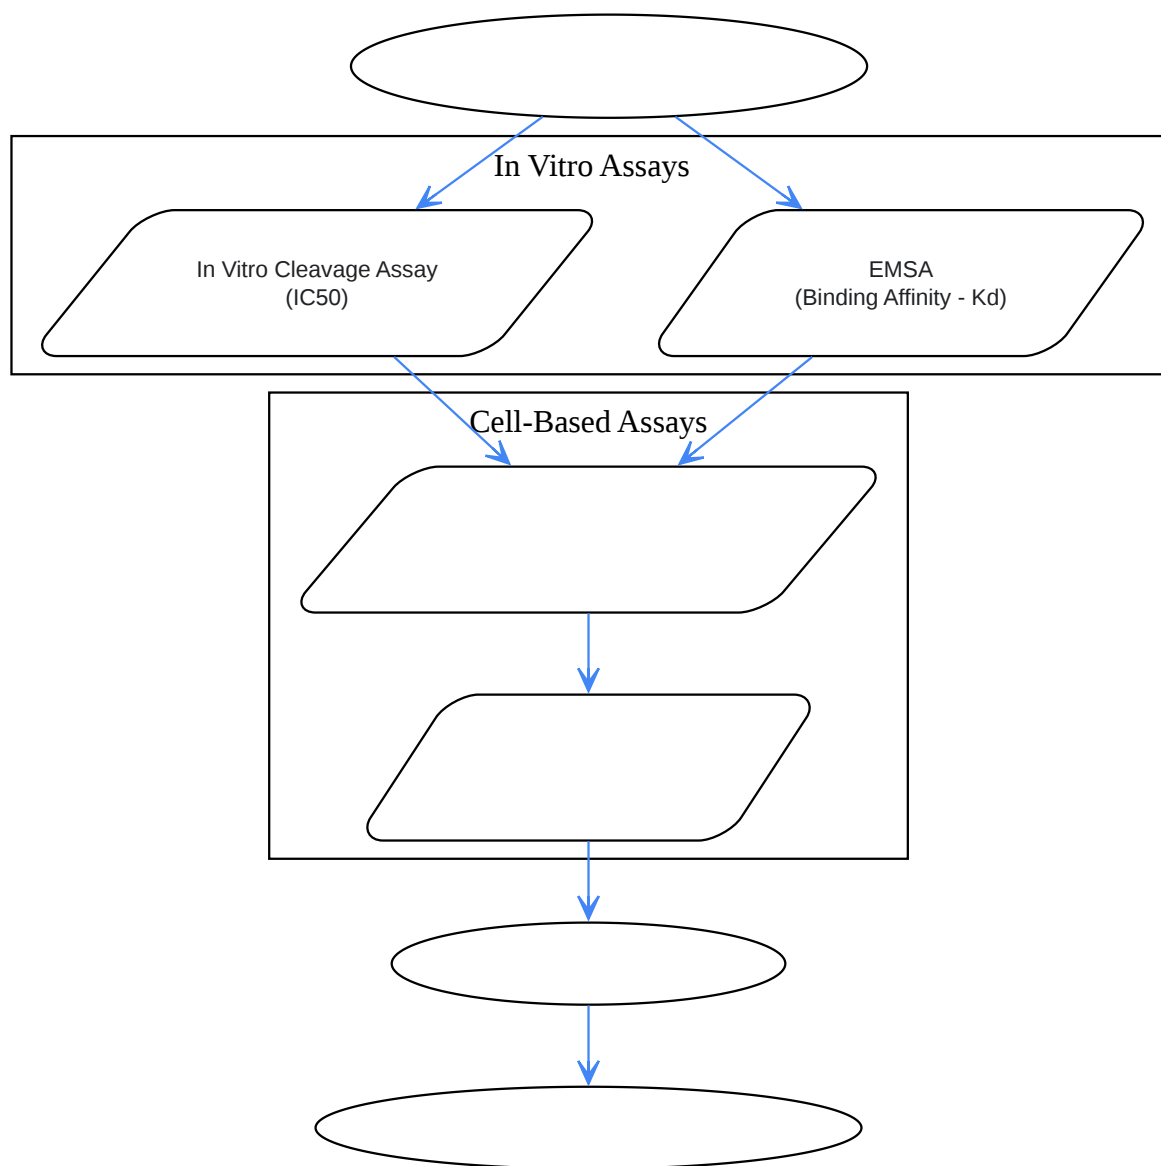 In Vitro Assays
In Vitro Cleavage Assay
(IC50)
EMSA
(Binding Affinity - Kd)
Cell-Based Assays